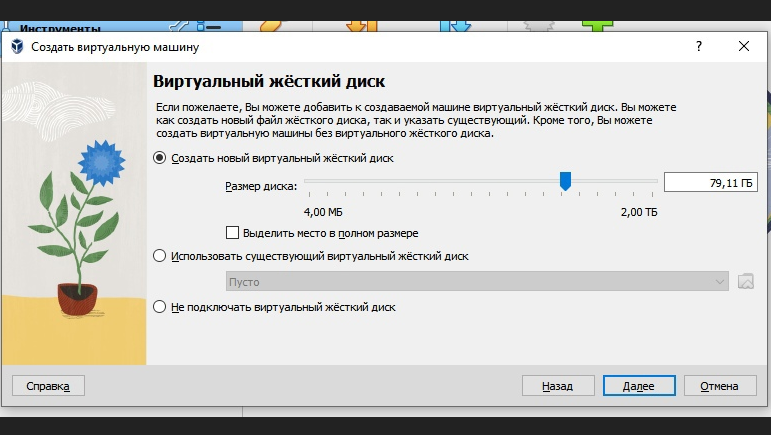 Инструменты
Создать виртуальную машину
?
Виртуальный жёсткий диск
Если пожелаете, Вы можете добавить к создаваемой машине виртуальный жёсткий диск. Вы можете
как создать новый файл жёсткого диска, так и указать существующий. Кроме того, Вы можете
создать виртуальную машины без виртуального жёсткого диска.
Создать новый виртуальный жёсткий диск
Размер диска:
79,11 ГБ
4,00 МБ
2,00 ТБ
Выделить место в полном размере
Использовать существующий виртуальный жёсткий диск
Пусто
Не подключать виртуальный жёсткий диск
Справка
Назад
Далее
Отмена